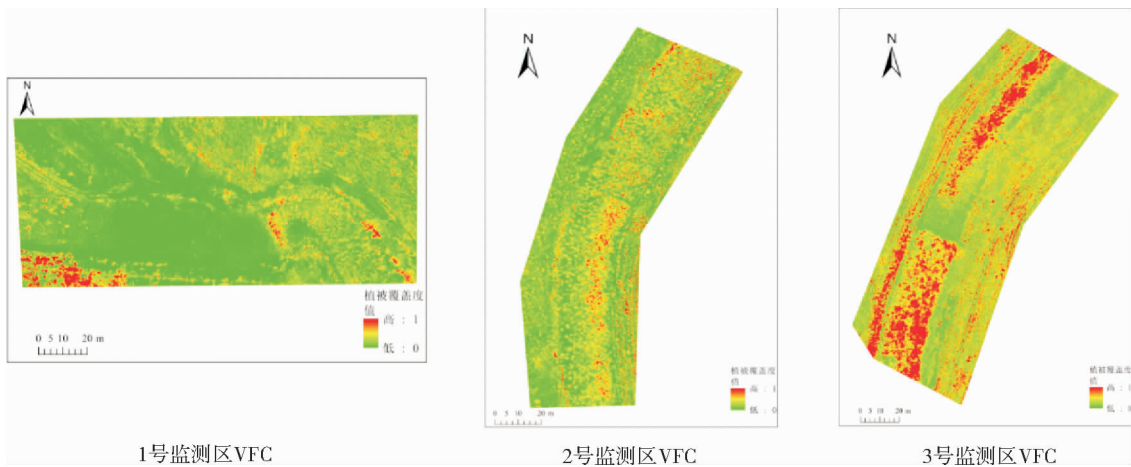 N
植被覆盖度
值
高 : 1
低 : 0
0 5 10 20 m
1号监测区VFC
N
植被覆盖度
值
高 : 1
低 : 0
0 5 10 20 m
2号监测区VFC
N
植被覆盖度
值
高 : 1
低 : 0
0 5 10 20 m
3号监测区VFC